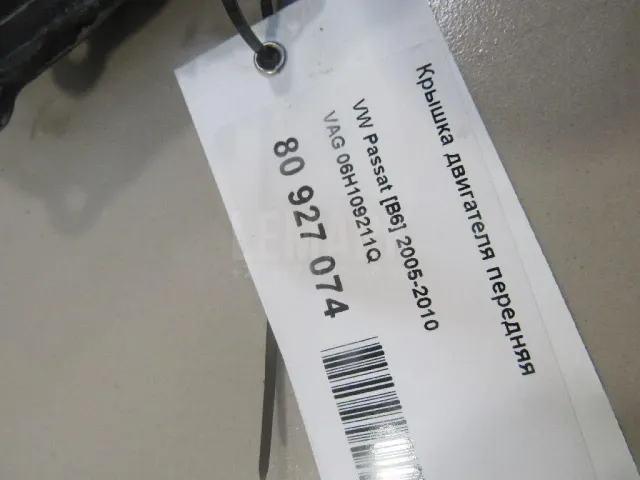 Крышка двигателя передняя
VW Passat [B6] 2005-2010
VAG 06H109211Q
80 927 074